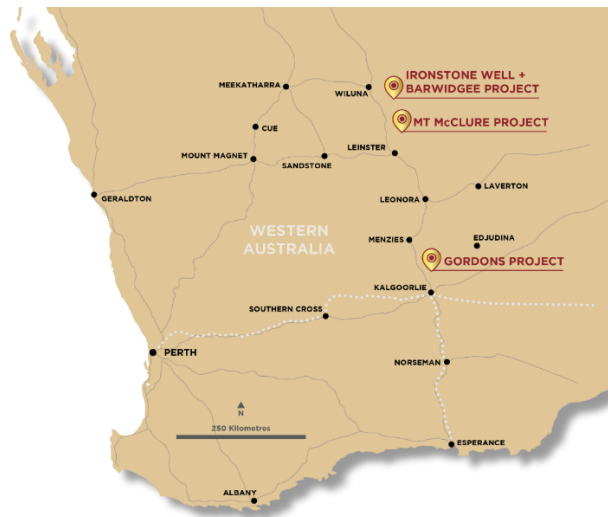 IRONSTONE WELL +
BARWIDGEE PROJECT
MEEKATHARRA
WILUNA
MT McCLURE PROJECT
CUE
LEINSTER
MOUNT MAGNET
SANDSTONE
LAVERTON
GERALDTON
LEONORA
WESTERN
AUSTRALIA
MENZIES
EDJUDINA
GORDONS PROJECT
KALGOORLIE
SOUTHERN CROSS
PERTH
NORSEMAN
N
250 Kilometres
ESPERANCE
ALBANY